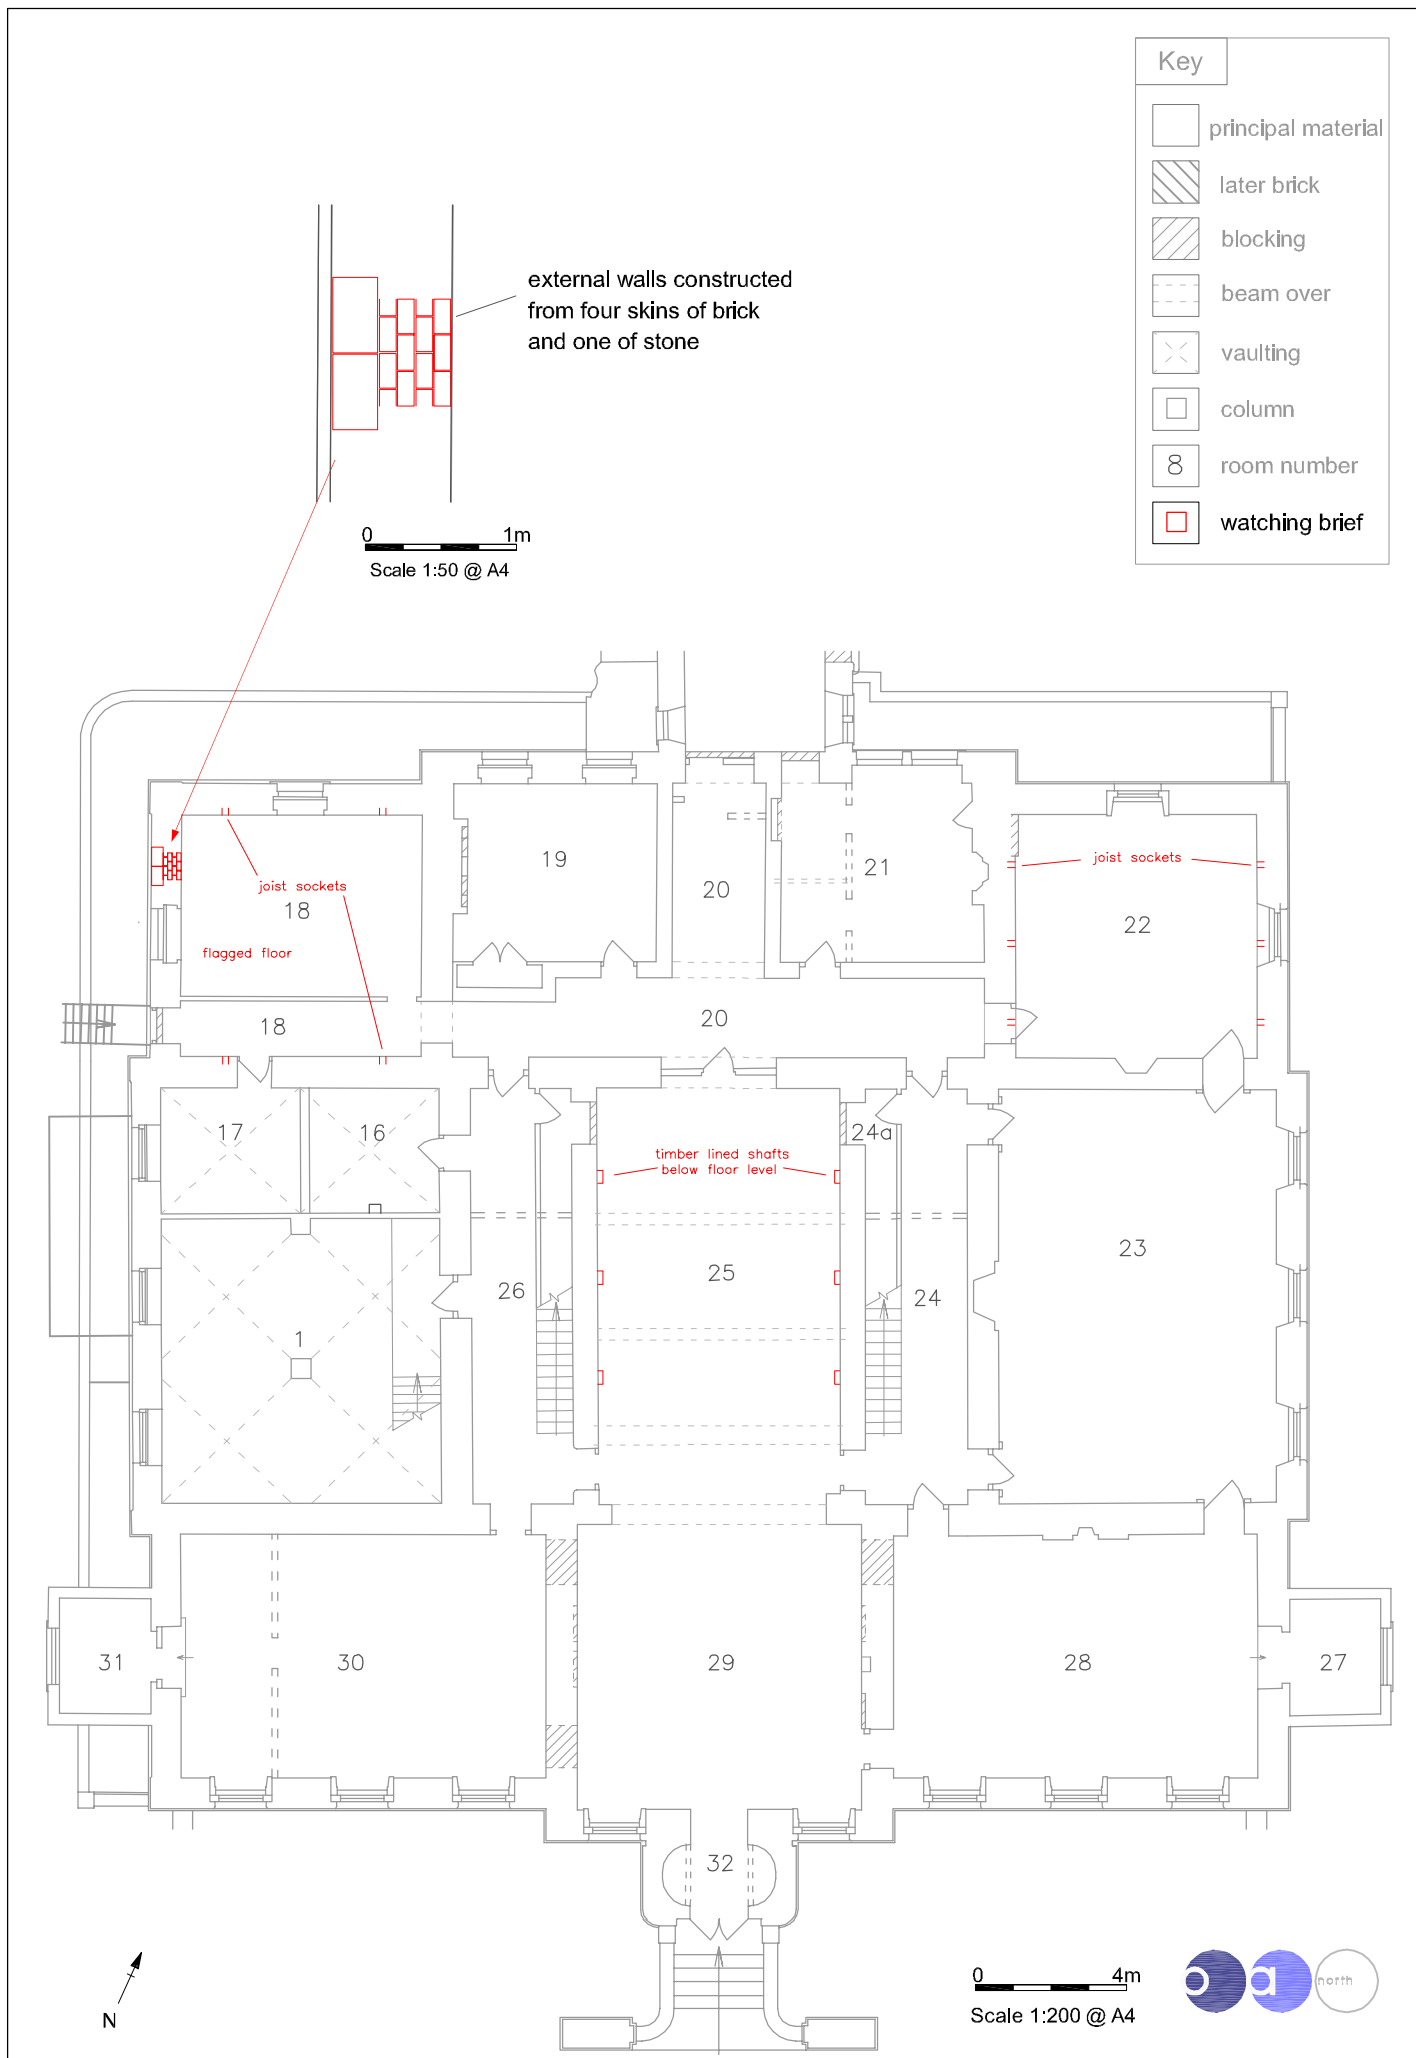 Key
principal material
later brick
blocking
beam over
vaulting
column
8
room number
watching brief
external walls constructed
from four skins of brick
and one of stone
0 1m
Scale 1:50 @ A4
joist sockets
18
flagged floor
18
19
20
21
20
joist sockets
22
17
16
24a
timber lined shafts
below floor level
23
25
26
24
1
31
30
29
28
27
32
N
0 4m
Scale 1:200 @ A4
oa north